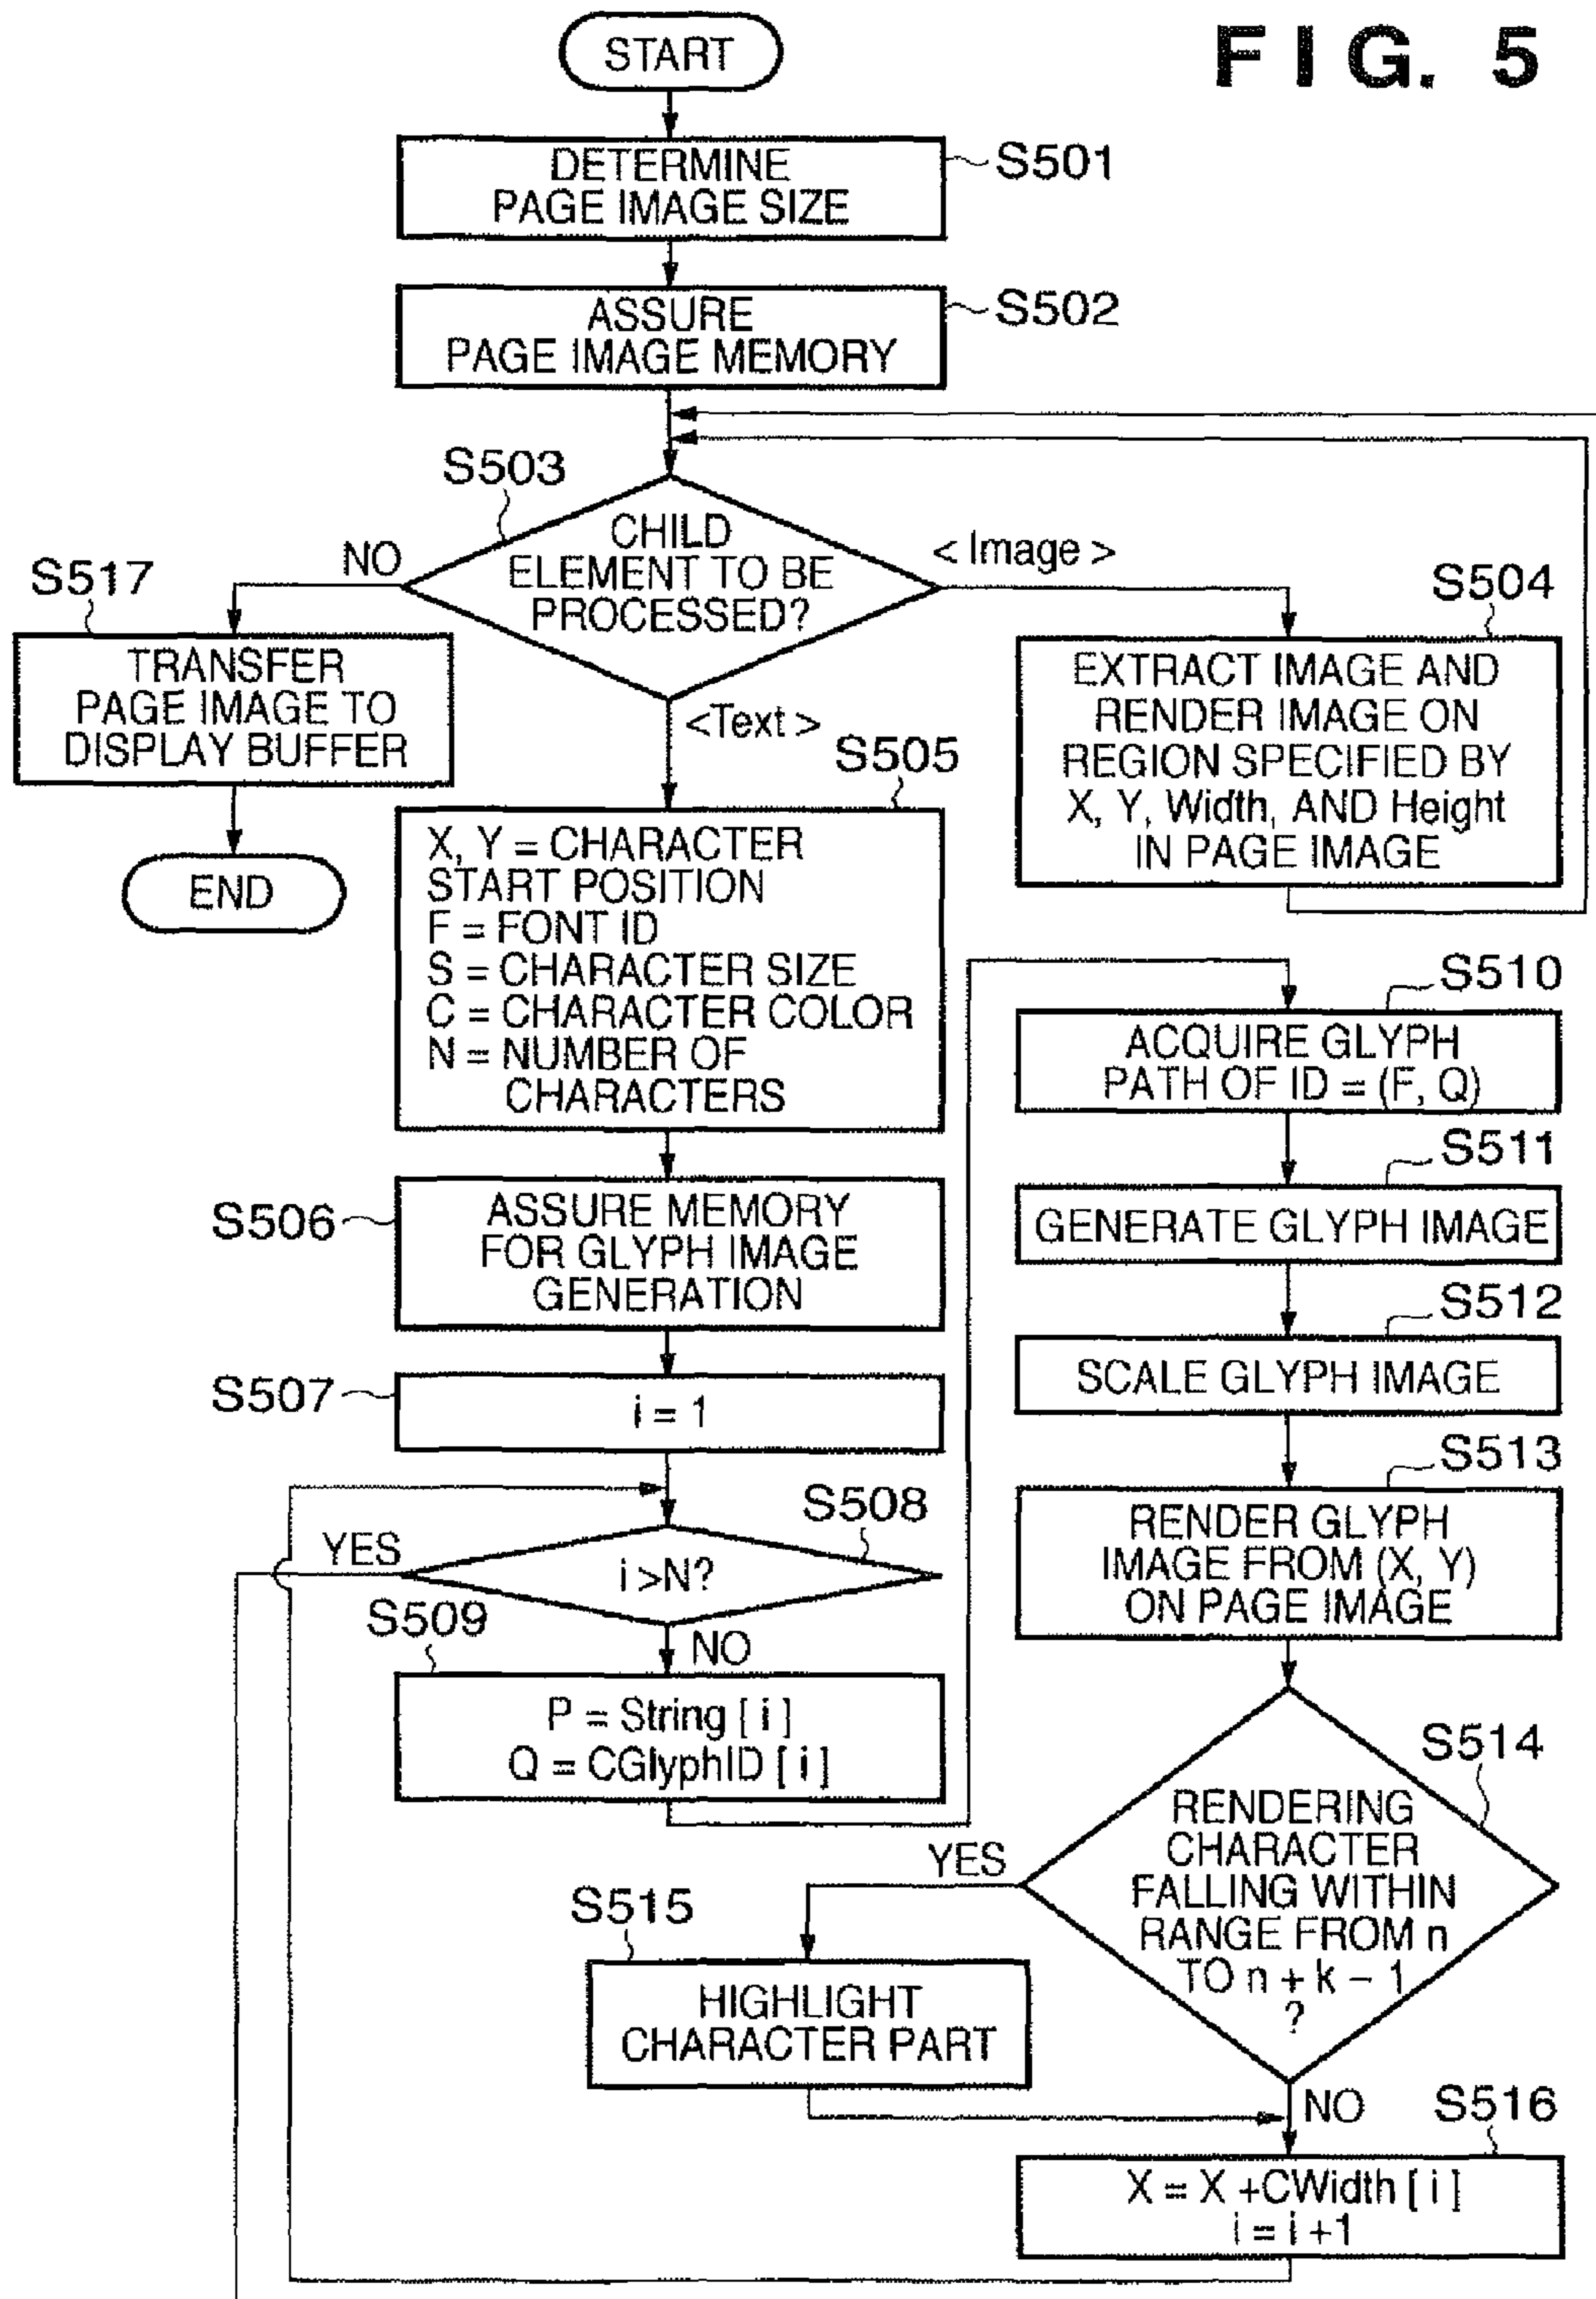 FIG. 5
START
DETERMINE
PAGE IMAGE SIZE
S501
ASSURE
PAGE IMAGE MEMORY
S502
S503
CHILD
ELEMENT TO BE
PROCESSED?
NO
< Image >
<Text >
S517
TRANSFER
PAGE IMAGE TO
DISPLAY BUFFER
END
S504
EXTRACT IMAGE AND
RENDER IMAGE ON
REGION SPECIFIED BY
X, Y, Width, AND Height
IN PAGE IMAGE
S505
X, Y = CHARACTER
START POSITION
F = FONT ID
S = CHARACTER SIZE
C = CHARACTER COLOR
N = NUMBER OF
CHARACTERS
S506
ASSURE MEMORY
FOR GLYPH IMAGE
GENERATION
S507
i = 1
S508
i >N?
YES
NO
S509
P = String [ i ]
Q = CGlyphID [ i ]
S510
ACQUIRE GLYPH
PATH OF ID = (F, Q)
S511
GENERATE GLYPH IMAGE
S512
SCALE GLYPH IMAGE
S513
RENDER GLYPH
IMAGE FROM (X, Y)
ON PAGE IMAGE
S514
RENDERING
CHARACTER
FALLING WITHIN
RANGE FROM n
TO n + k − 1
?
YES
NO
S515
HIGHLIGHT
CHARACTER PART
S516
X = X +CWidth [ i ]
i = i +1